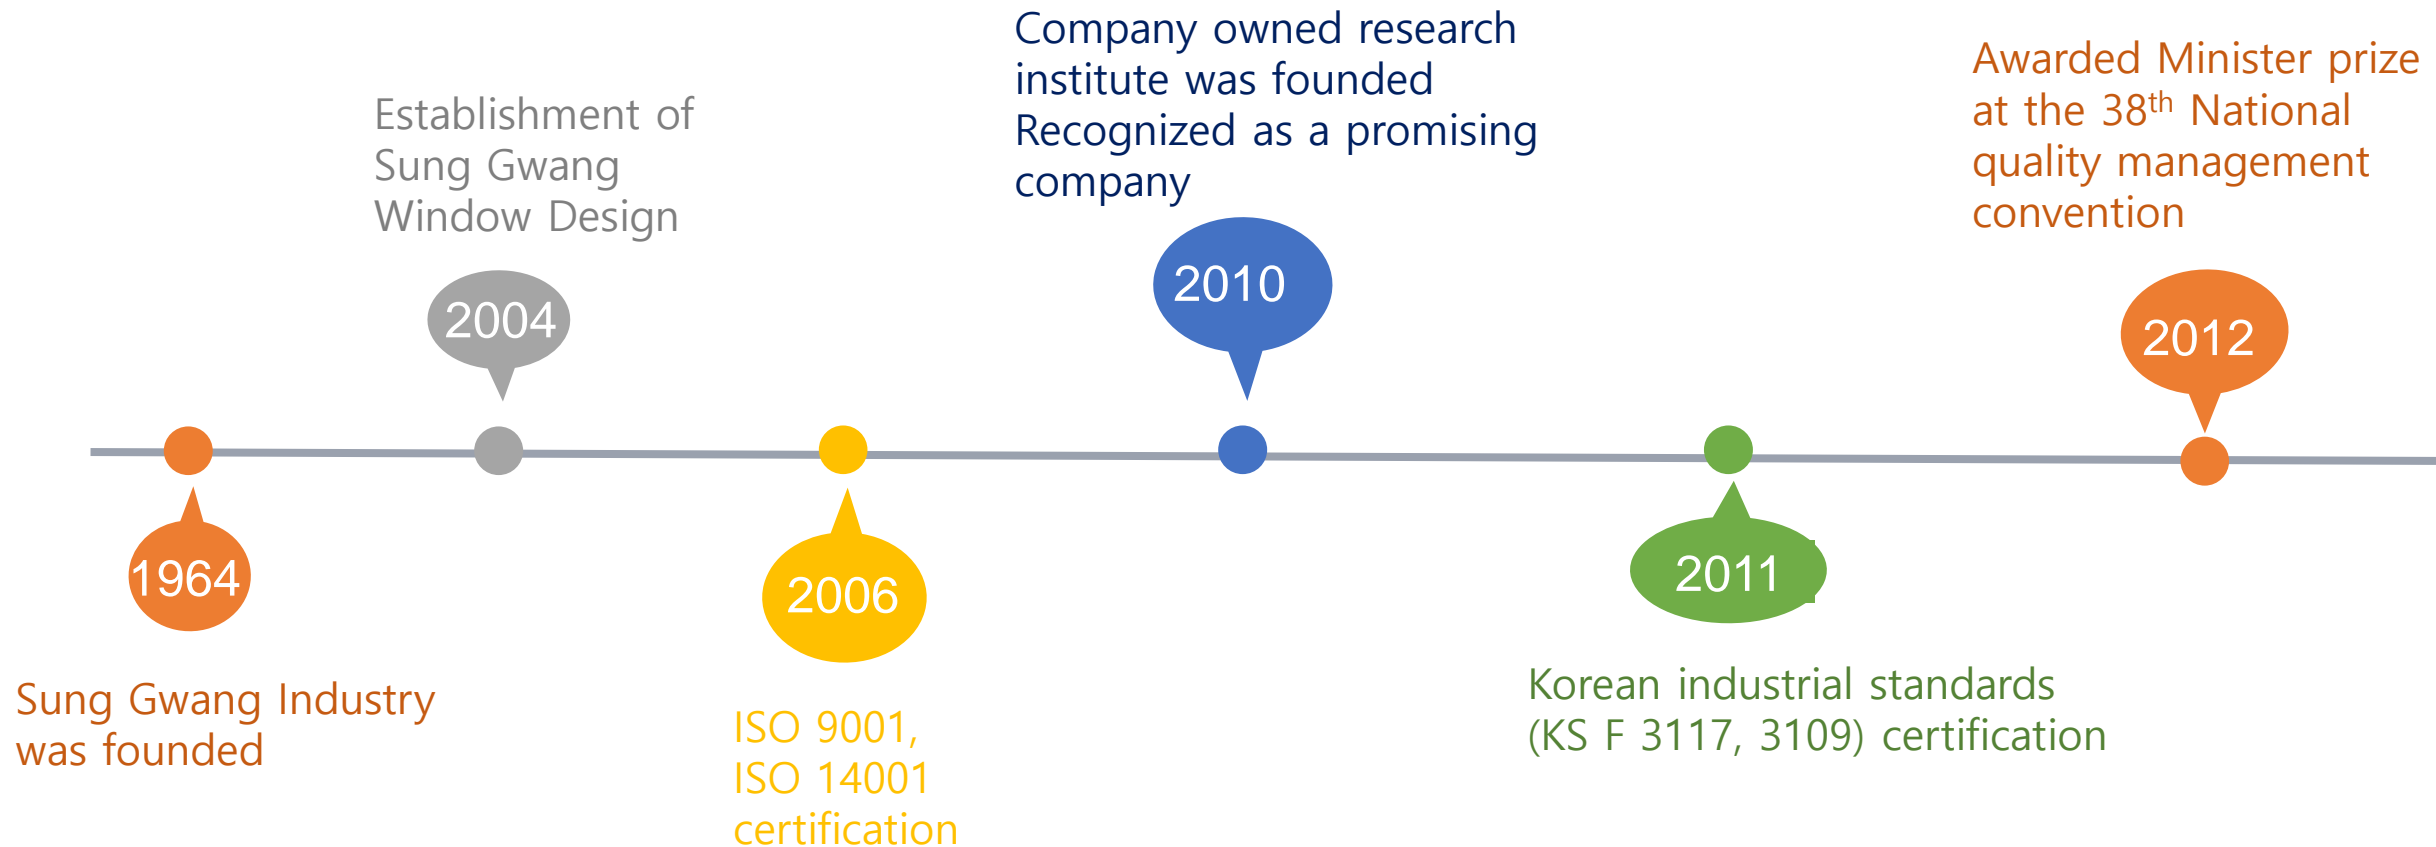 1964
Sung Gwang Industry
was founded
Establishment of
Sung Gwang
Window Design
2004
2006
ISO 9001,
ISO 14001
certification
Company owned research
institute was founded
Recognized as a promising
company
2010
2011
Korean industrial standards
(KS F 3117, 3109) certification
Awarded Minister prize
at the 38th National
quality management
convention
2012